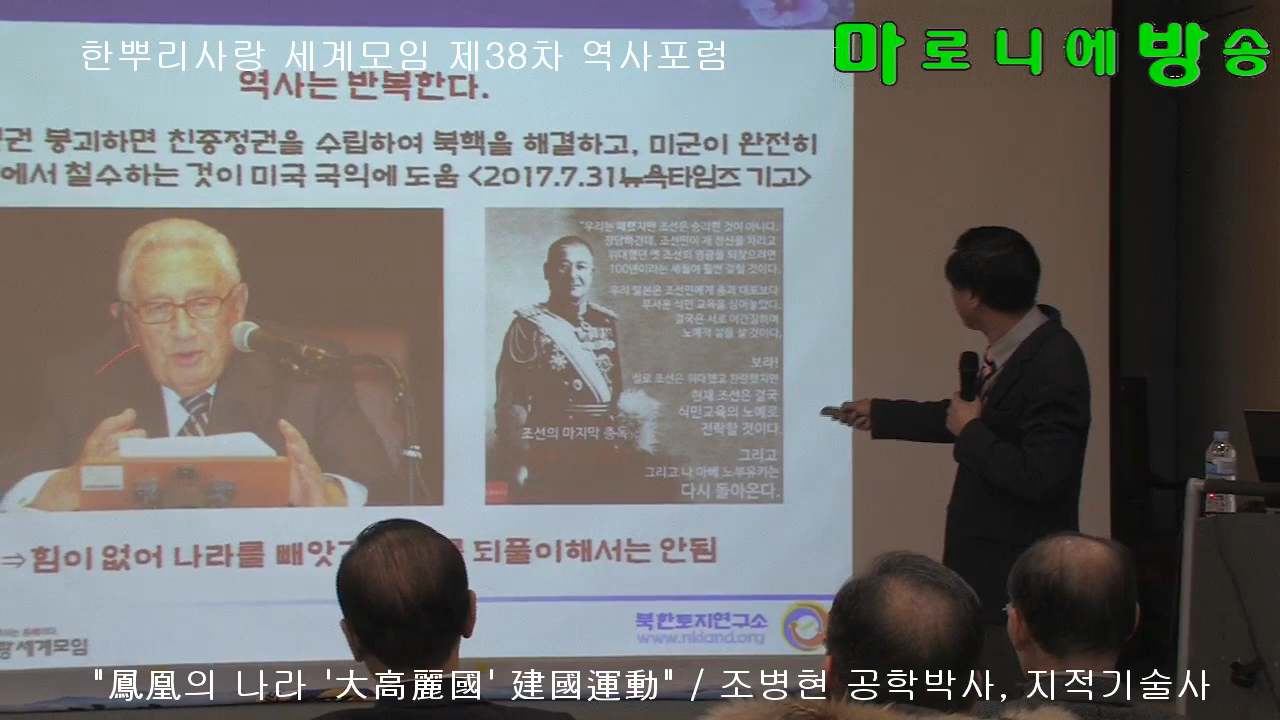 한뿌리사랑 세계모임 제38차 역사포럼
마로니에방송
역사는 반복한다.
붕괴하면 친중정권을 수립하여 북핵을 해결하고, 미군이 완전히
에서 철수하는 것이 미국 국익에 도움 <2017.7.31뉴욕타임즈 기고>
"우리는 패했지만 조선은 승리한 것이 아니다.
장담하건대, 조선민이 제 정신을 차리고
위대했던 옛 조선의 영광을 되찾으려면
100년이라는 세월이 훨씬 걸릴 것이다.
우리 일본은 조선민에게 총과 대포보다
무서운 식민 교육을 심어놓았다.
결국은 서로 이간질하며
노예적 삶을 살 것이다.
보라!
실로 조선은 위대했고 찬란했지만
현재 조선은 결국
식민교육의 노예로
전락할 것이다.
그리고
그리고 나 아베 노부유키는
다시 돌아온다.
조선의 마지막 총독
⇒힘이 없어 나라를 빼앗 되풀이해서는 안됨
북한토지연구소
www.nkland.org
세계모임
"鳳凰의 나라 '大高麗國' 建國運動" / 조병현 공학박사, 지적기술사